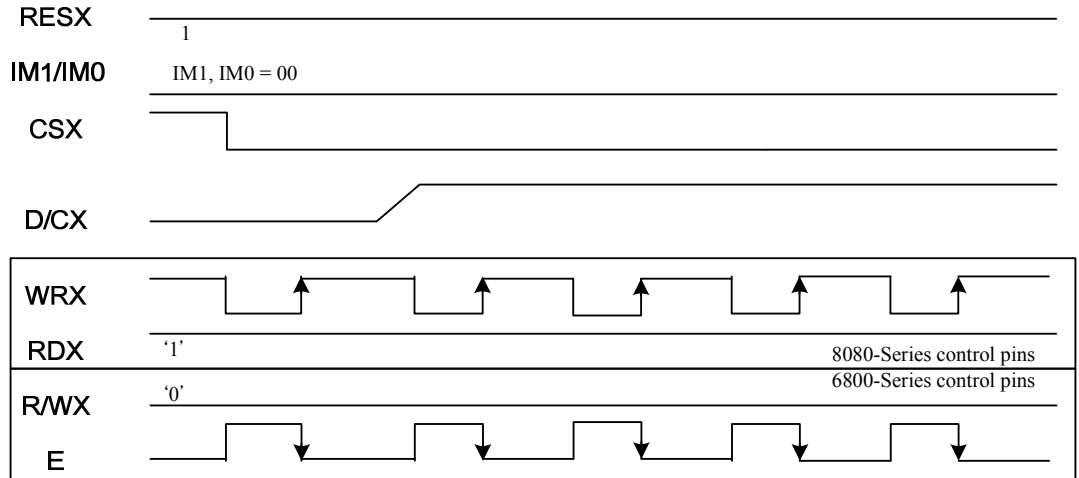 RESX
1
IM1/IM0
IM1, IM0 = 00
CSX
D/CX
WRX
RDX
‘1’
8080-Series control pins
6800-Series control pins
R/WX
‘0’
E